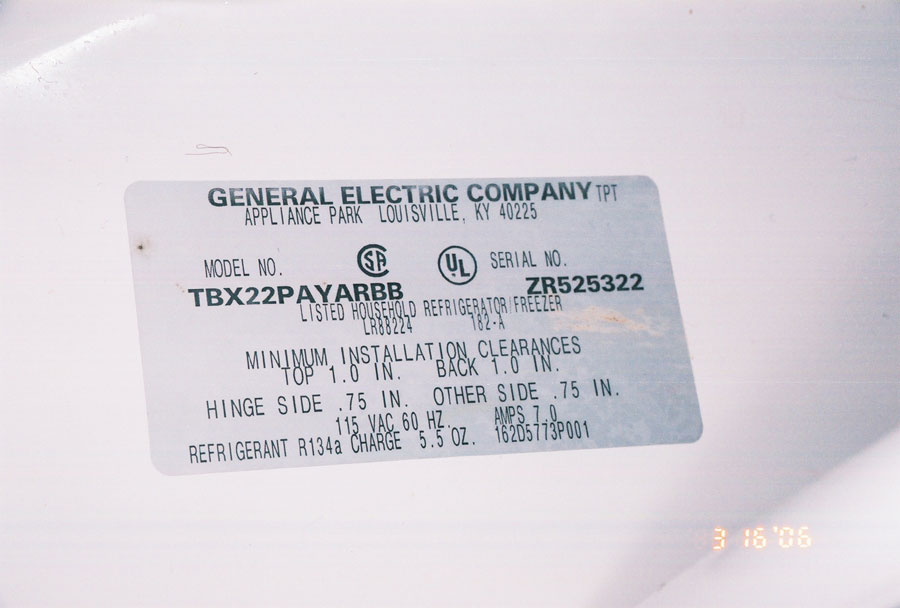 GENERAL ELECTRIC COMPANY TPT
APPLIANCE PARK LOUISVILLE, KY 40225
MODEL NO. SA UL SERIAL NO.
TBX22PAYARBB ZR525322
LISTED HOUSEHOLD REFRIGERATOR/FREEZER
LR88224 182-A
MINIMUM INSTALLATION CLEARANCES
TOP 1.0 IN. BACK 1.0 IN.
HINGE SIDE .75 IN. OTHER SIDE .75 IN.
115 VAC 60 HZ. AMPS 7.0
REFRIGERANT R134a CHARGE 5.5 OZ. 162D5773P001
3 16 '06